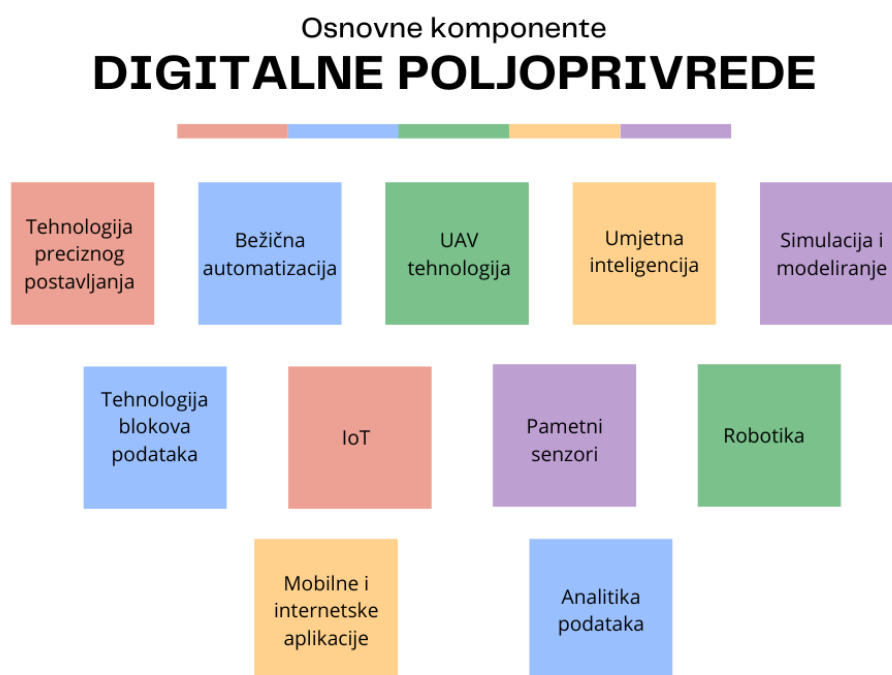 Osnovne komponente
DIGITALNE POLJOPRIVREDE
Tehnologija
preciznog
postavljanja
Bežična
automatizacija
UAV
tehnologija
Umjetna
inteligencija
Simulacija i
modeliranje
Tehnologija
blokova
podataka
IoT
Pametni
senzori
Robotika
Mobilne i
internetske
aplikacije
Analitika
podataka